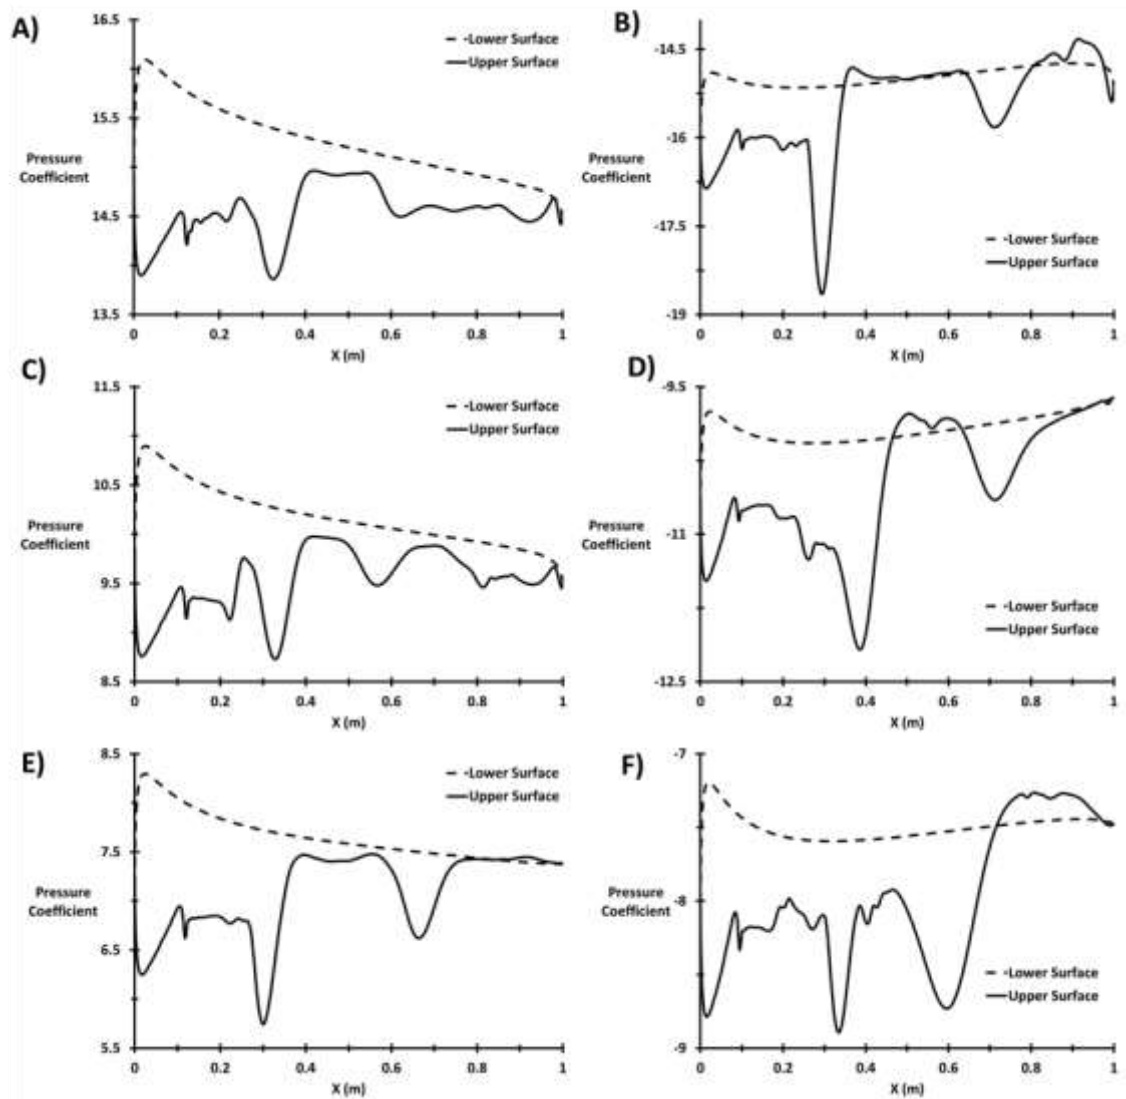 A)
16.5
15.5
14.5
13.5
Pressure
Coefficient
-Lower Surface
Upper Surface
0 0.2 0.4 0.6 0.8 1
X (m)
B)
-14.5
-16
-17.5
-19
-Lower Surface
Upper Surface
0 0.2 0.4 0.6 0.8 1
X (m)
C)
11.5
10.5
9.5
8.5
Pressure
Coefficient
-Lower Surface
Upper Surface
0 0.2 0.4 0.6 0.8 1
X (m)
D)
-9.5
-11
-12.5
Pressure
Coefficient
-Lower Surface
Upper Surface
0 0.2 0.4 0.6 0.8 1
X (m)
E)
8.5
7.5
6.5
5.5
Pressure
Coefficient
-Lower Surface
Upper Surface
0 0.2 0.4 0.6 0.8 1
X (m)
F)
-7
-8
-9
Pressure
Coefficient
-Lower Surface
Upper Surface
0 0.2 0.4 0.6 0.8 1
X (m)